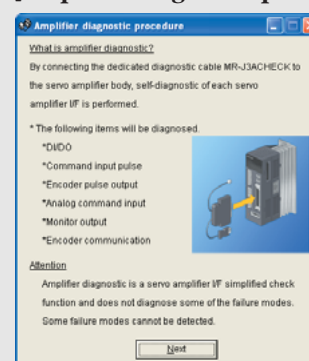 Amplifier diagnostic procedure
What is amplifier diagnostic?
By connecting the dedicated diagnostic cable MR-J3ACHECK to
the servo amplifier body, self-diagnostic of each servo
amplifier I/F is performed.
* The following items will be diagnosed.
*DI/DO
*Command input pulse
*Encoder pulse output
*Analog command input
*Monitor output
*Encoder communication
Attention
Amplifier diagnostic is a servo amplifier I/F simplified check
function and does not diagnose some of the failure modes.
Some failure modes cannot be detected.
Next